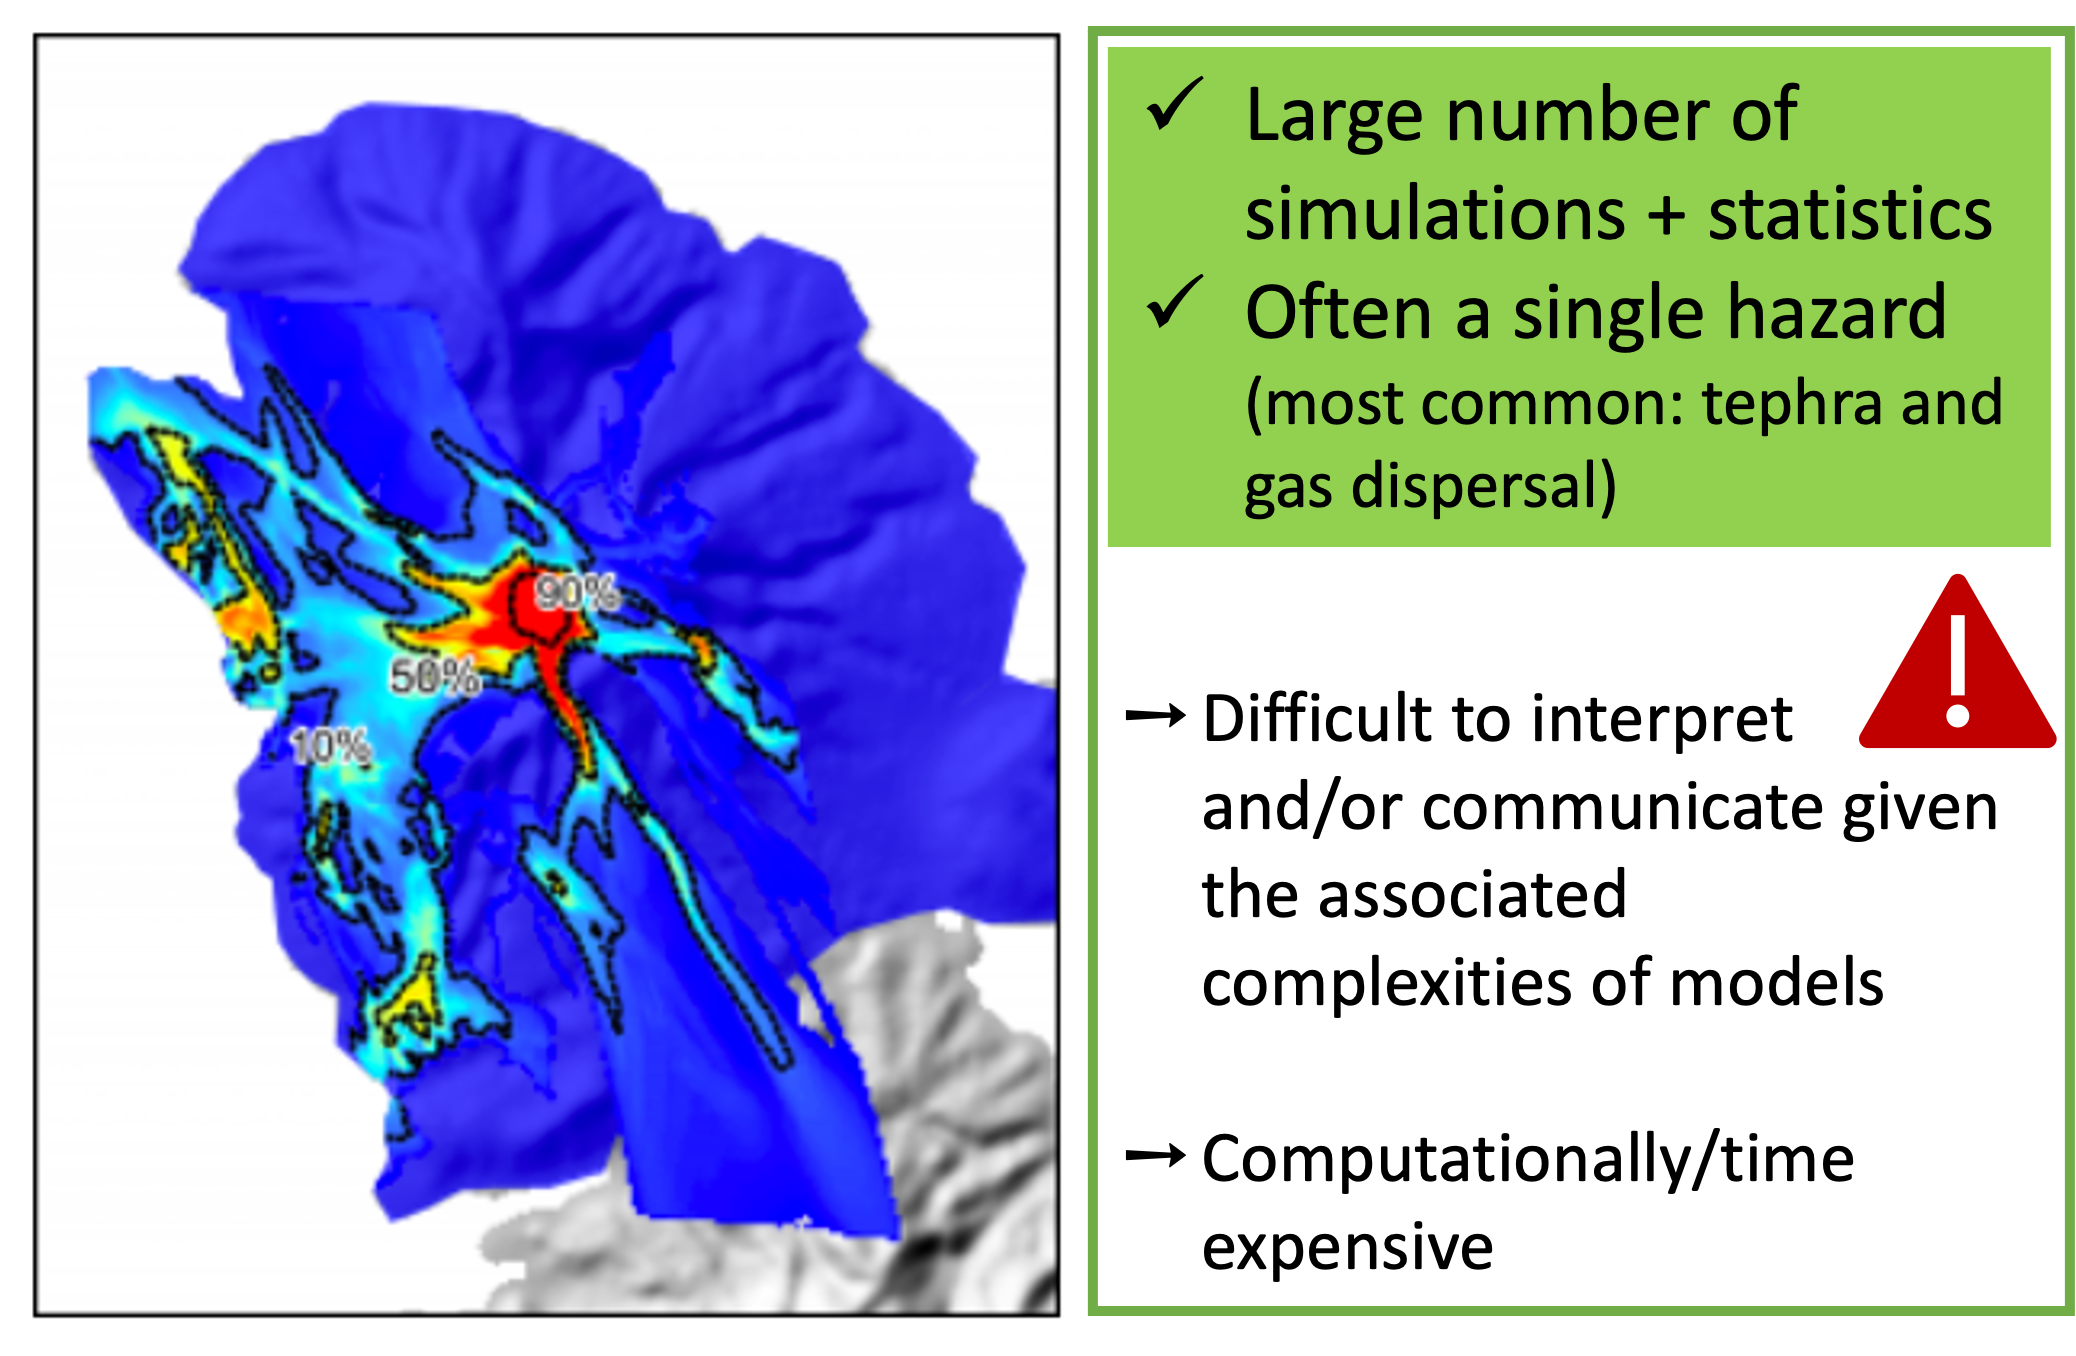 90%
50%
10%
✓ Large number of
simulations + statistics
✓ Often a single hazard
(most common: tephra and
gas dispersal)
!
→ Difficult to interpret
and/or communicate given
the associated
complexities of models
→ Computationally/time
expensive